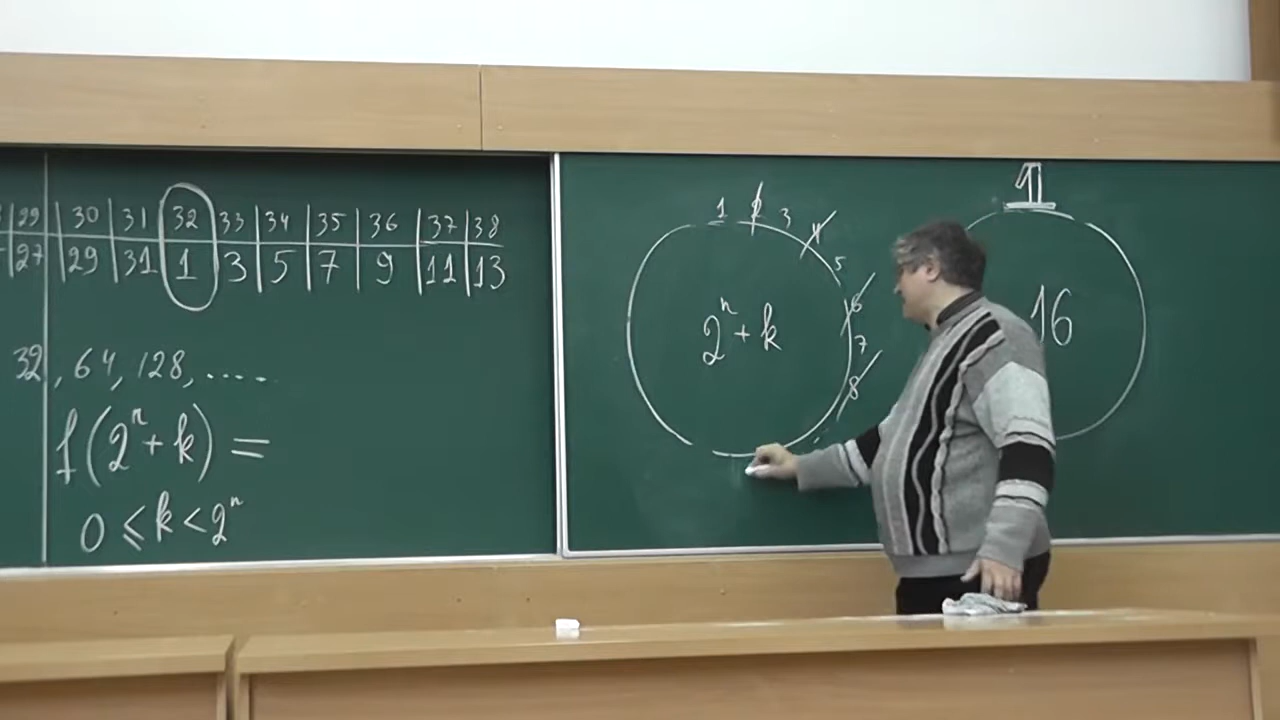 29 30 31 32 33 34 35 36 37 38
27 29 31 1 3 5 7 9 11 13
32, 64, 128, .....
f(2ⁿ + k) =
0 ⩽ k < 2ⁿ
1 2 3 4 5 6 7 8
2ⁿ + k
1
16